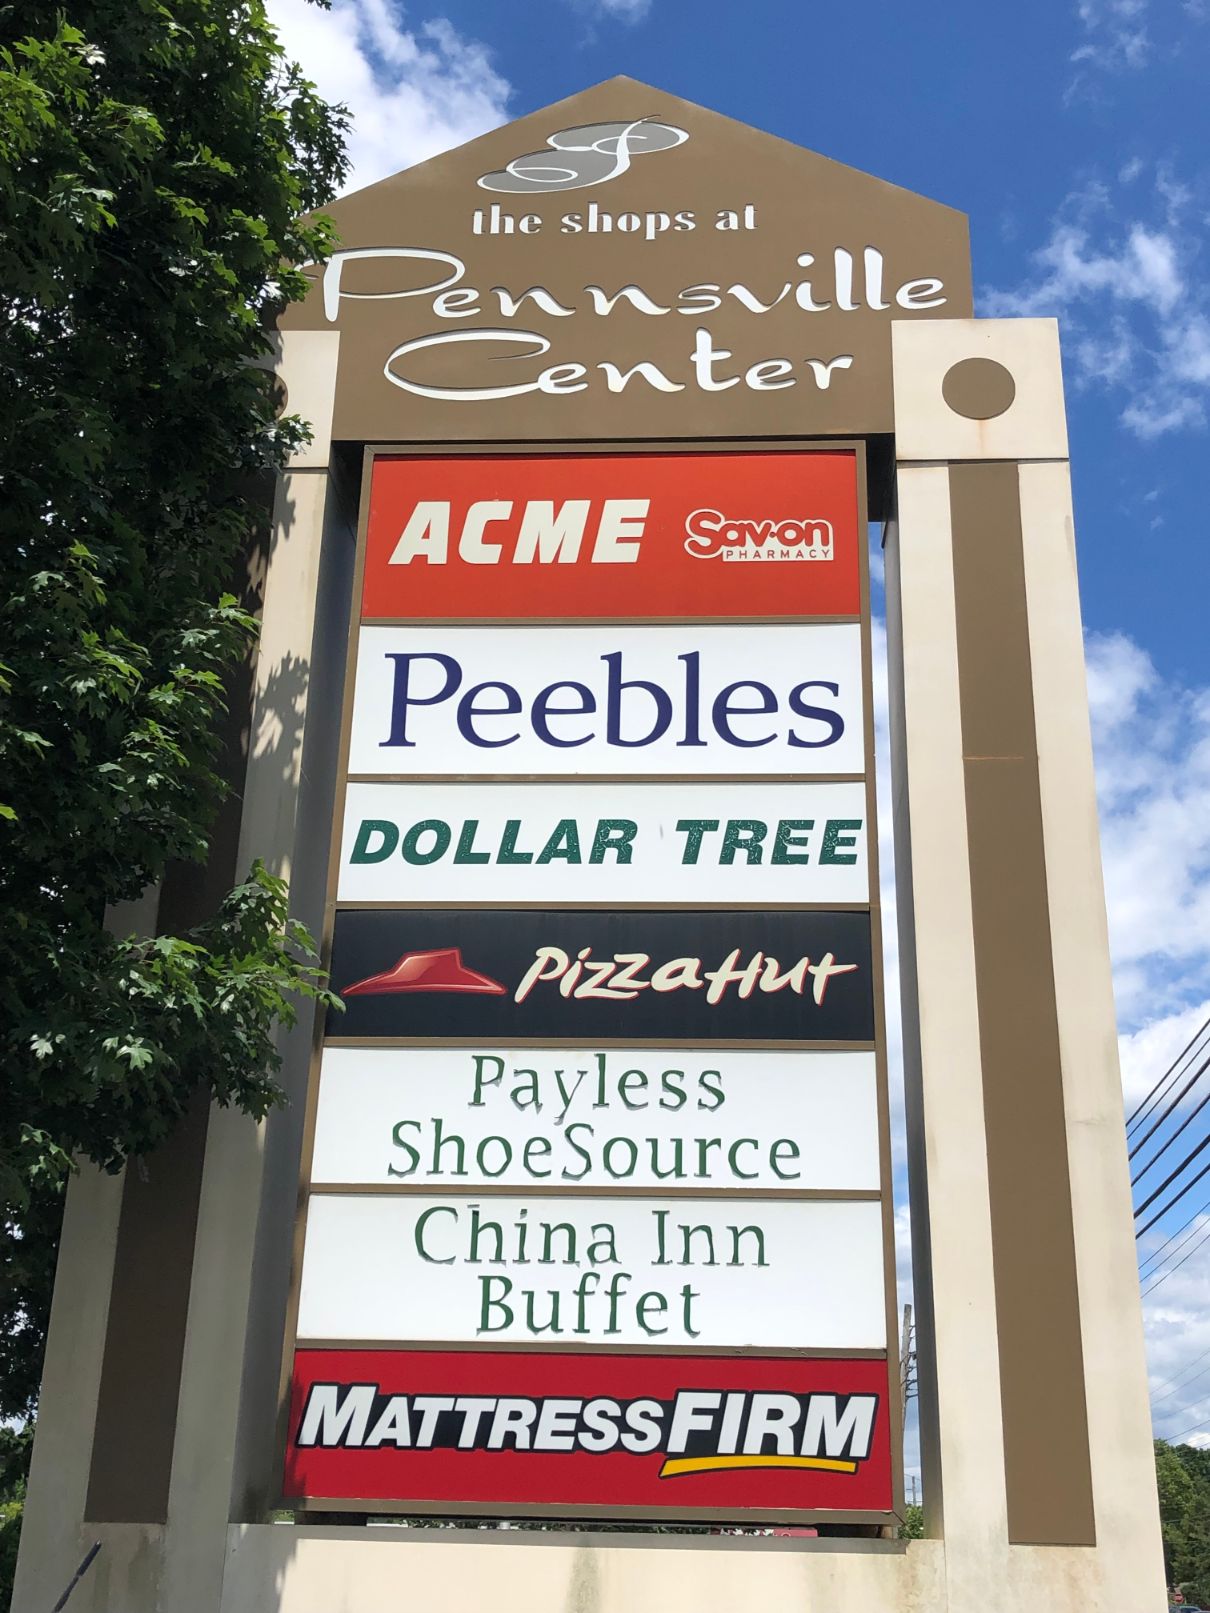 the shops at
Pennsville
Center
ACME Sav-on
PHARMACY
Peebles
DOLLAR TREE
Pizza Hut
Payless
ShoeSource
China Inn
Buffet
MATTRESSFIRM